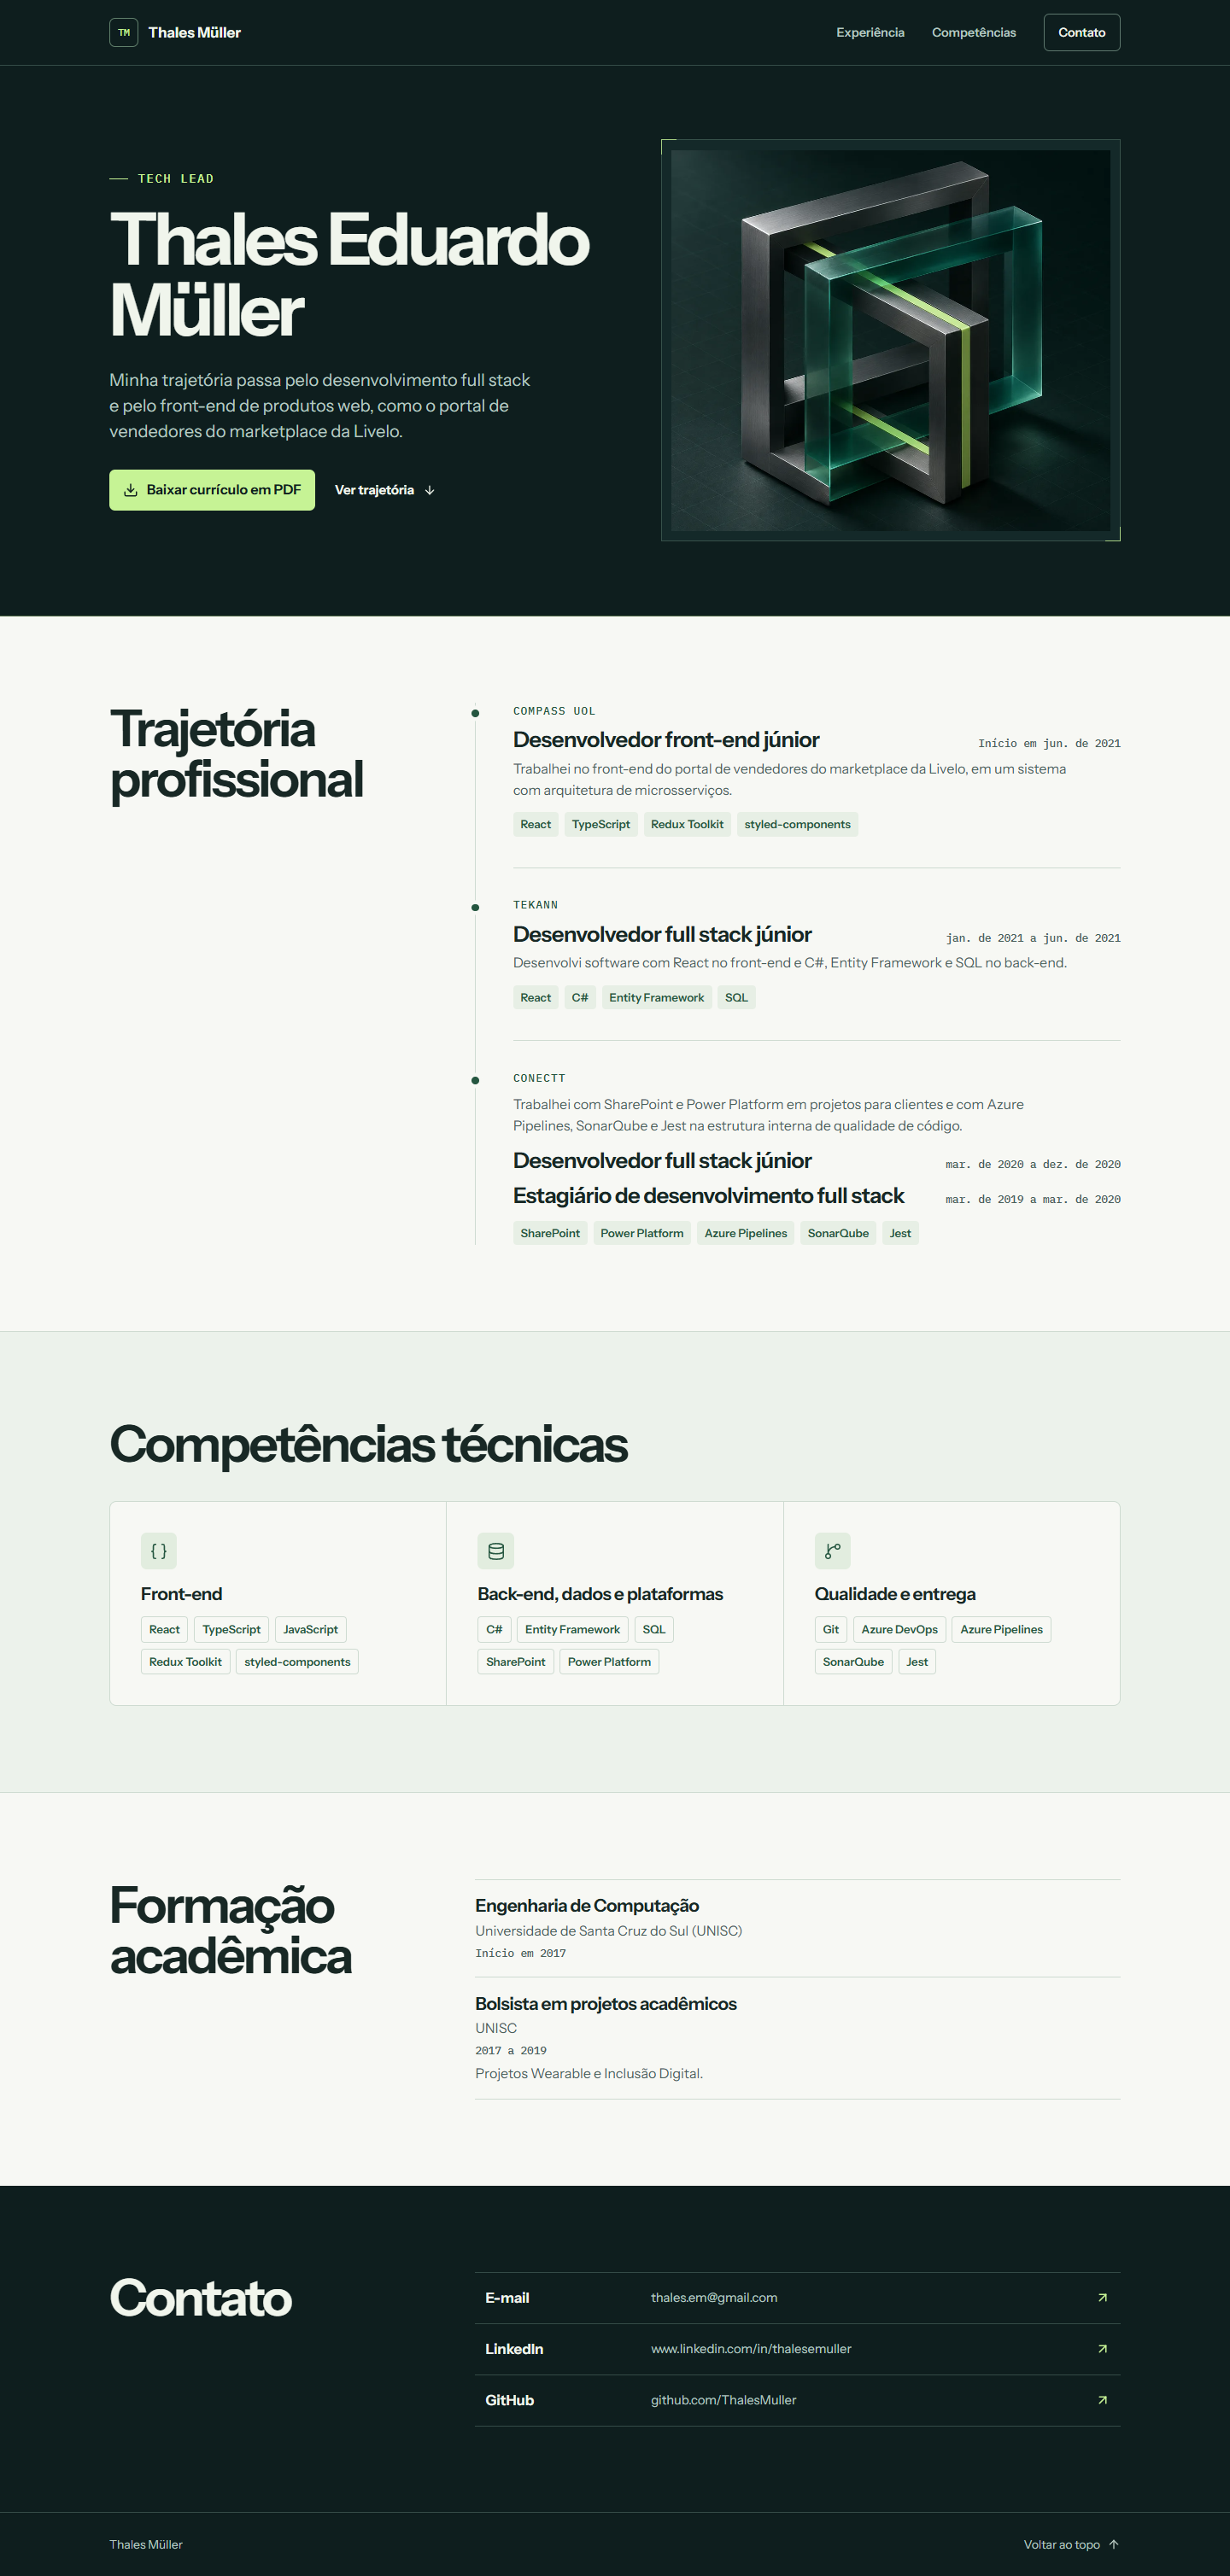 TM
Thales Müller
Experiência
Competências
Contato
TECH LEAD
Thales Eduardo
Müller
Minha trajetória passa pelo desenvolvimento full stack
e pelo front-end de produtos web, como o portal de
vendedores do marketplace da Livelo.
Baixar currículo em PDF
Ver trajetória ↓
Trajetória
profissional
COMPASS UOL
Desenvolvedor front-end júnior
Início em jun. de 2021
Trabalhei no front-end do portal de vendedores do marketplace da Livelo, em um sistema
com arquitetura de microsserviços.
React TypeScript Redux Toolkit styled-components
TEKANN
Desenvolvedor full stack júnior
jan. de 2021 a jun. de 2021
Desenvolvi software com React no front-end e C#, Entity Framework e SQL no back-end.
React C# Entity Framework SQL
CONECTT
Trabalhei com SharePoint e Power Platform em projetos para clientes e com Azure
Pipelines, SonarQube e Jest na estrutura interna de qualidade de código.
Desenvolvedor full stack júnior
mar. de 2020 a dez. de 2020
Estagiário de desenvolvimento full stack
mar. de 2019 a mar. de 2020
SharePoint Power Platform Azure Pipelines SonarQube Jest
Competências técnicas
{ }
Front-end
React TypeScript JavaScript
Redux Toolkit styled-components
Back-end, dados e plataformas
C# Entity Framework SQL
SharePoint Power Platform
Qualidade e entrega
Git Azure DevOps Azure Pipelines
SonarQube Jest
Formação
acadêmica
Engenharia de Computação
Universidade de Santa Cruz do Sul (UNISC)
Início em 2017
Bolsista em projetos acadêmicos
UNISC
2017 a 2019
Projetos Wearable e Inclusão Digital.
Contato
E-mail
thales.em@gmail.com
LinkedIn
www.linkedin.com/in/thalesemuller
GitHub
github.com/ThalesMuller
Thales Müller
Voltar ao topo ↑